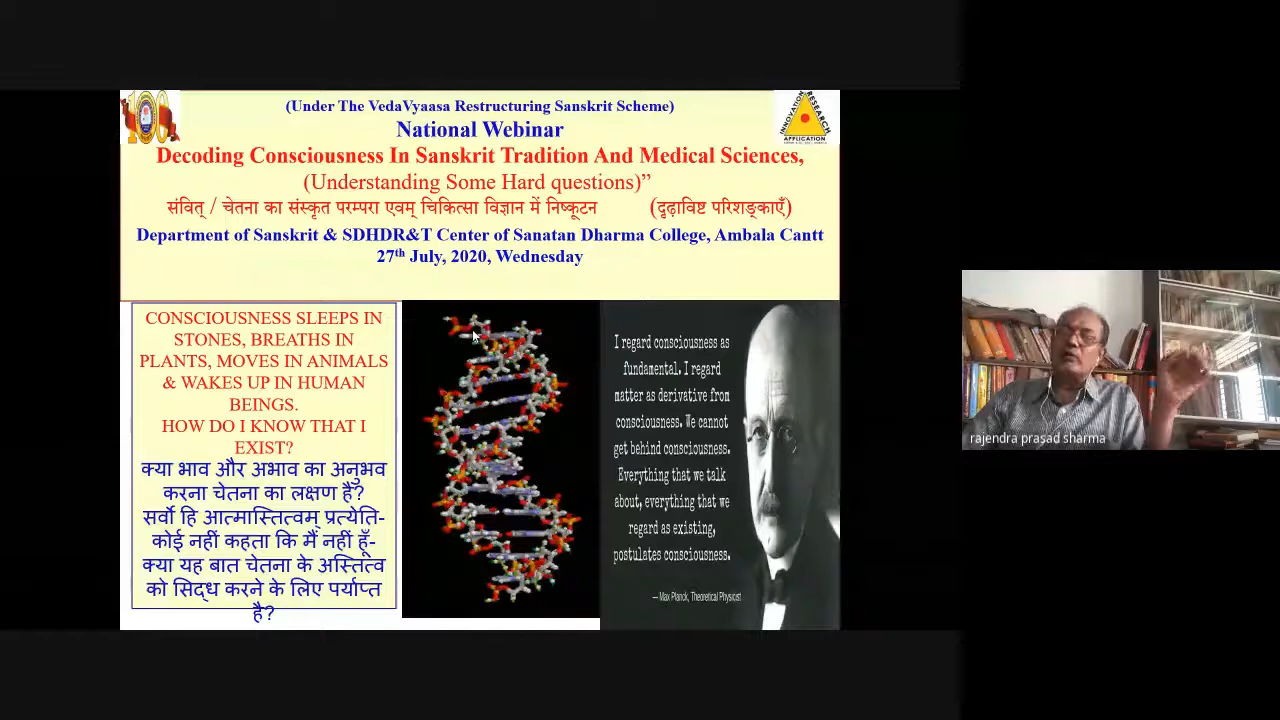 (Under The VedaVyaasa Restructuring Sanskrit Scheme)
National Webinar
Decoding Consciousness In Sanskrit Tradition And Medical Sciences,
(Understanding Some Hard questions)”
संवित् / चेतना का संस्कृत परम्परा एवम् चिकित्सा विज्ञान में निष्कूटन (दृढ़ाविष्ट परिशङ्काएँ)
Department of Sanskrit & SDHDR&T Center of Sanatan Dharma College, Ambala Cantt
27th July, 2020, Wednesday
100
INNOVATION
RESEARCH
APPLICATION
CONSCIOUSNESS SLEEPS IN
STONES, BREATHS IN
PLANTS, MOVES IN ANIMALS
& WAKES UP IN HUMAN
BEINGS.
HOW DO I KNOW THAT I
EXIST?
क्या भाव और अभाव का अनुभव
करना चेतना का लक्षण है?
सर्वो हि आत्मास्तित्वम् प्रत्येति-
कोई नहीं कहता कि मैं नहीं हूँ-
क्या यह बात चेतना के अस्तित्व
को सिद्ध करने के लिए पर्याप्त
है?
I regard consciousness as
fundamental. I regard
matter as derivative from
consciousness. We cannot
get behind consciousness.
Everything that we talk
about, everything that we
regard as existing,
postulates consciousness.
— Max Planck, Theoretical Physicist
rajendra prasad sharma